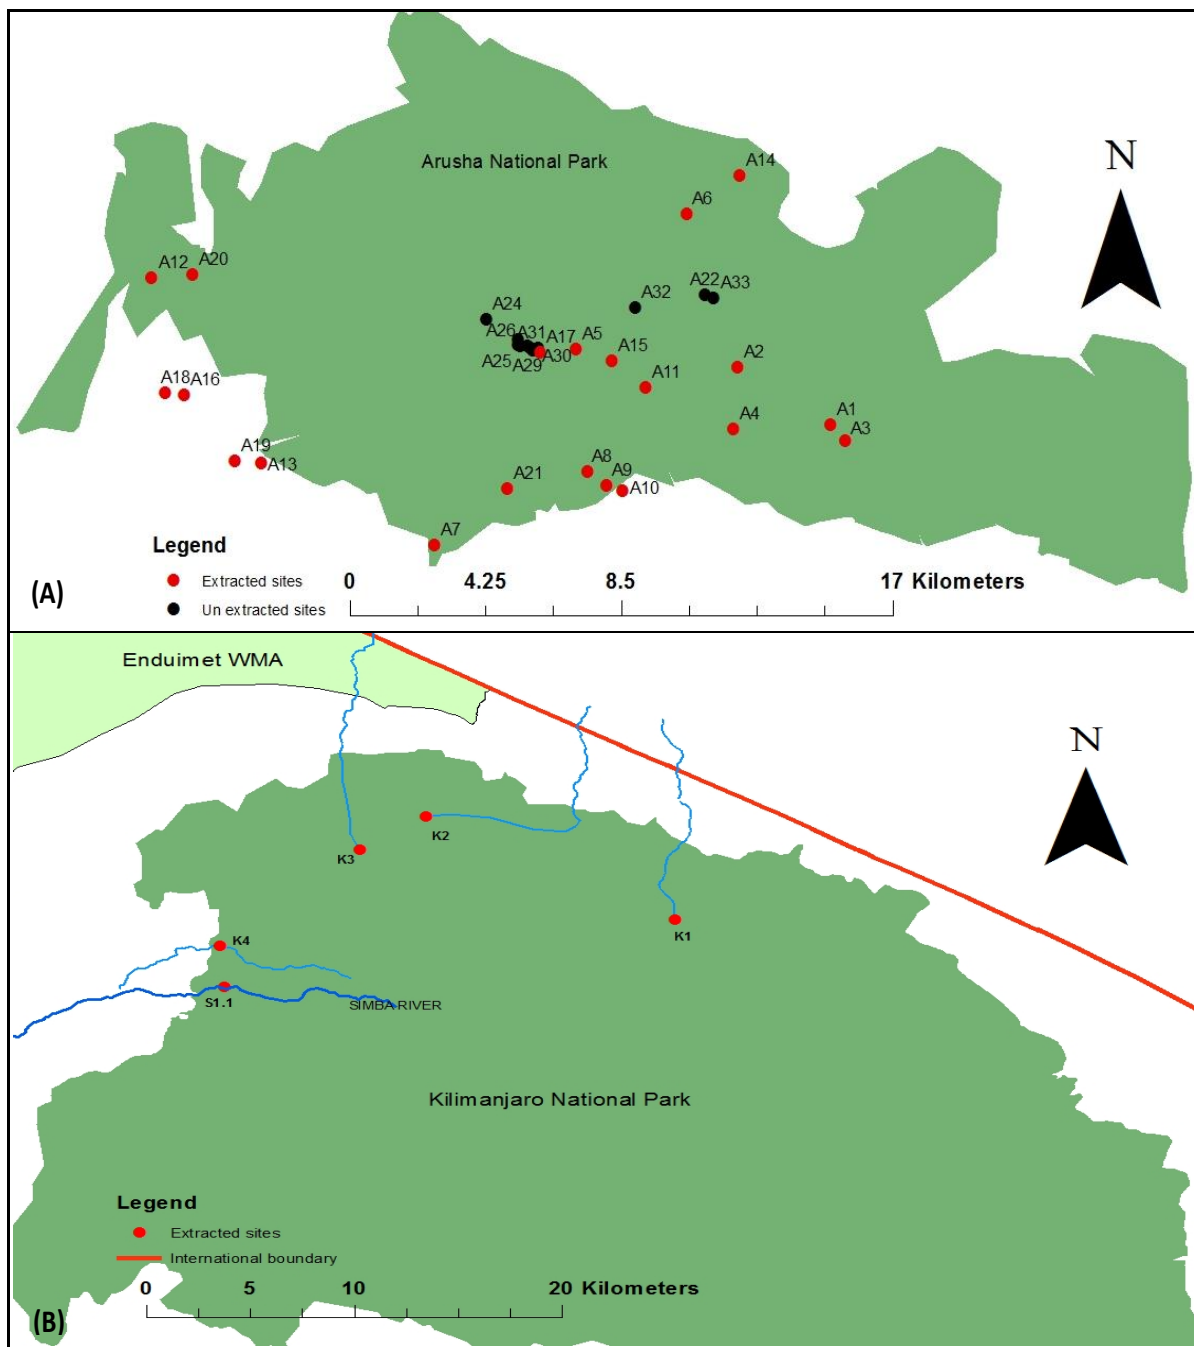 Arusha National Park
N
A14
A6
A12
A20
A22
A33
A32
A24
A26
A31
A17
A5
A25
A29
A30
A15
A2
A11
A18
A16
A4
A1
A3
A19
A13
A8
A9
A10
A21
A7
Legend
Extracted sites
Un extracted sites
0 4.25 8.5 17 Kilometers
(A)
Enduimet WMA
N
K2
K3
K1
K4
S1.1
SIMBA RIVER
Kilimanjaro National Park
Legend
Extracted sites
International boundary
0 5 10 20 Kilometers
(B)